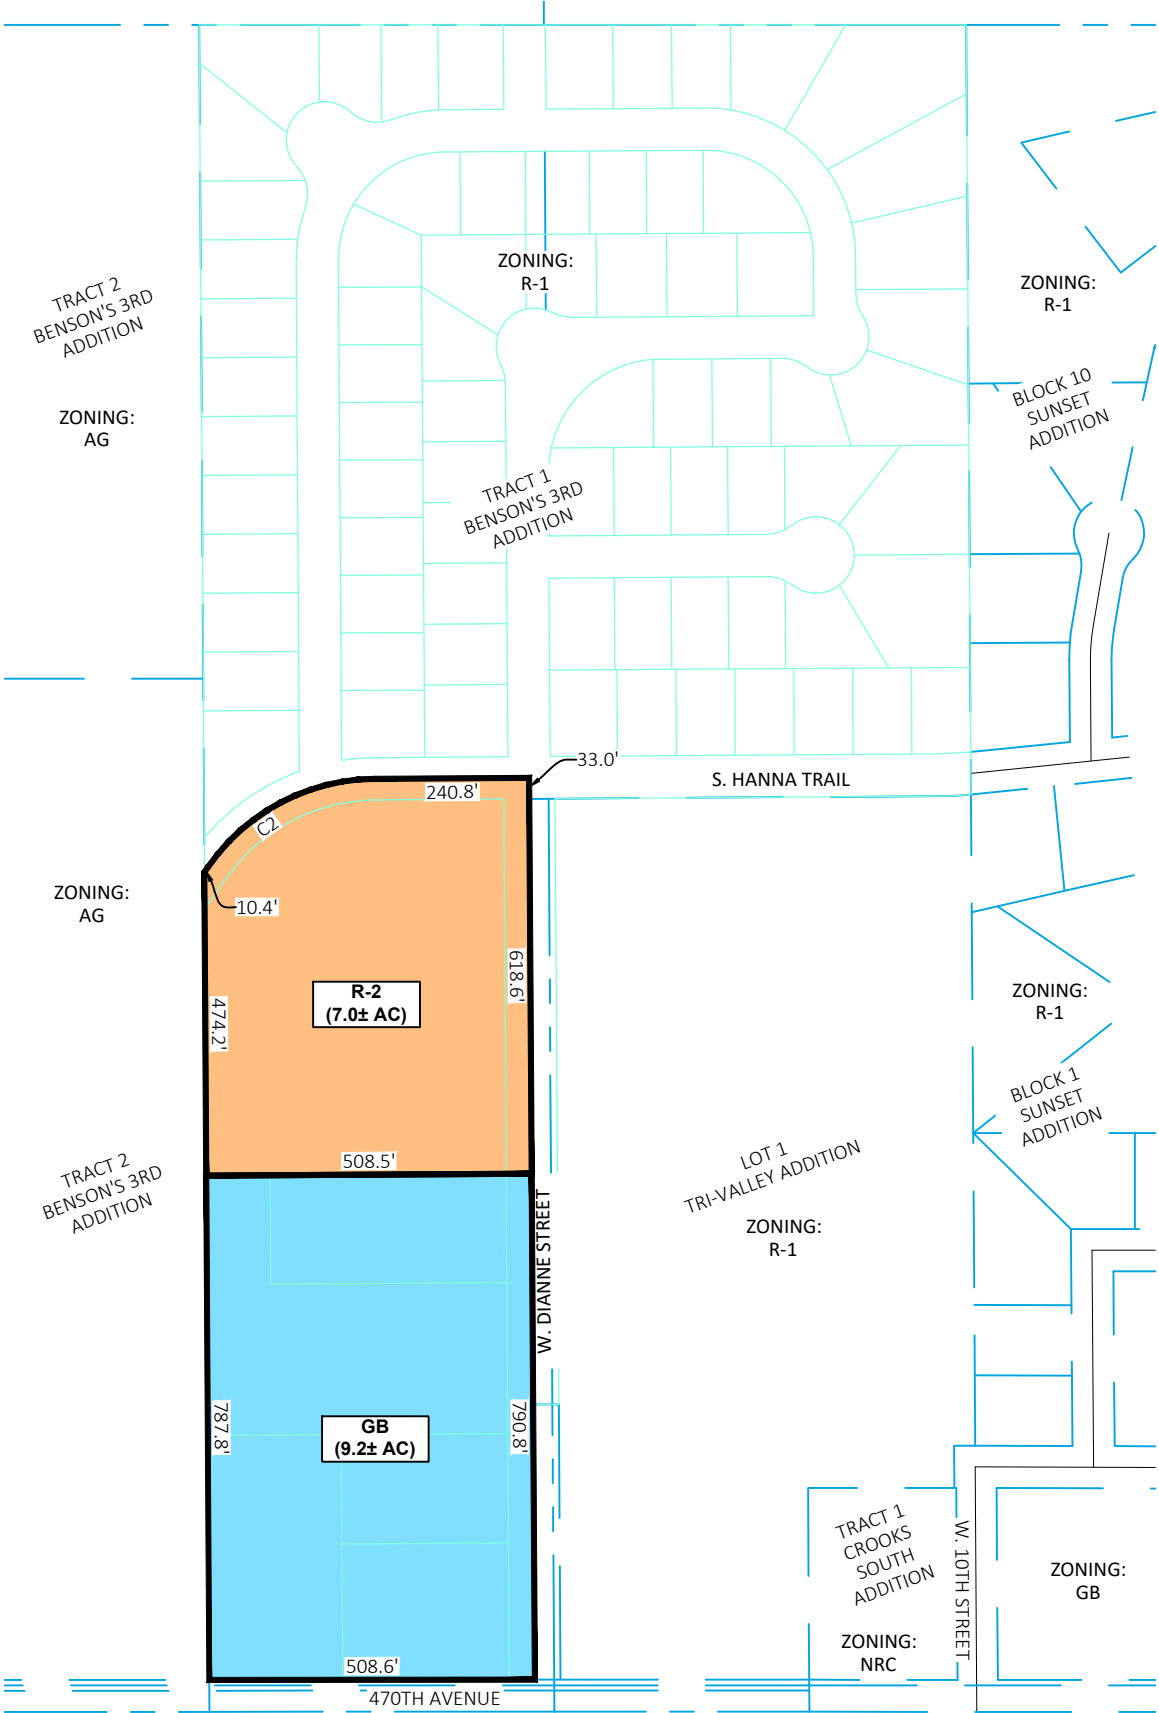 ZONING:
R-1
ZONING:
R-1
TRACT 2
BENSON'S 3RD
ADDITION
ZONING:
AG
BLOCK 10
SUNSET
ADDITION
TRACT 1
BENSON'S 3RD
ADDITION
33.0'
S. HANNA TRAIL
240.8'
C2
10.4'
ZONING:
AG
618.6'
474.2'
R-2
(7.0± AC)
ZONING:
R-1
BLOCK 1
SUNSET
ADDITION
508.5'
TRACT 2
BENSON'S 3RD
ADDITION
LOT 1
TRI-VALLEY ADDITION
ZONING:
R-1
W. DIANNE STREET
787.8'
790.8'
GB
(9.2± AC)
TRACT 1
CROOKS
SOUTH
ADDITION
W. 10TH STREET
ZONING:
GB
ZONING:
NRC
508.6'
470TH AVENUE